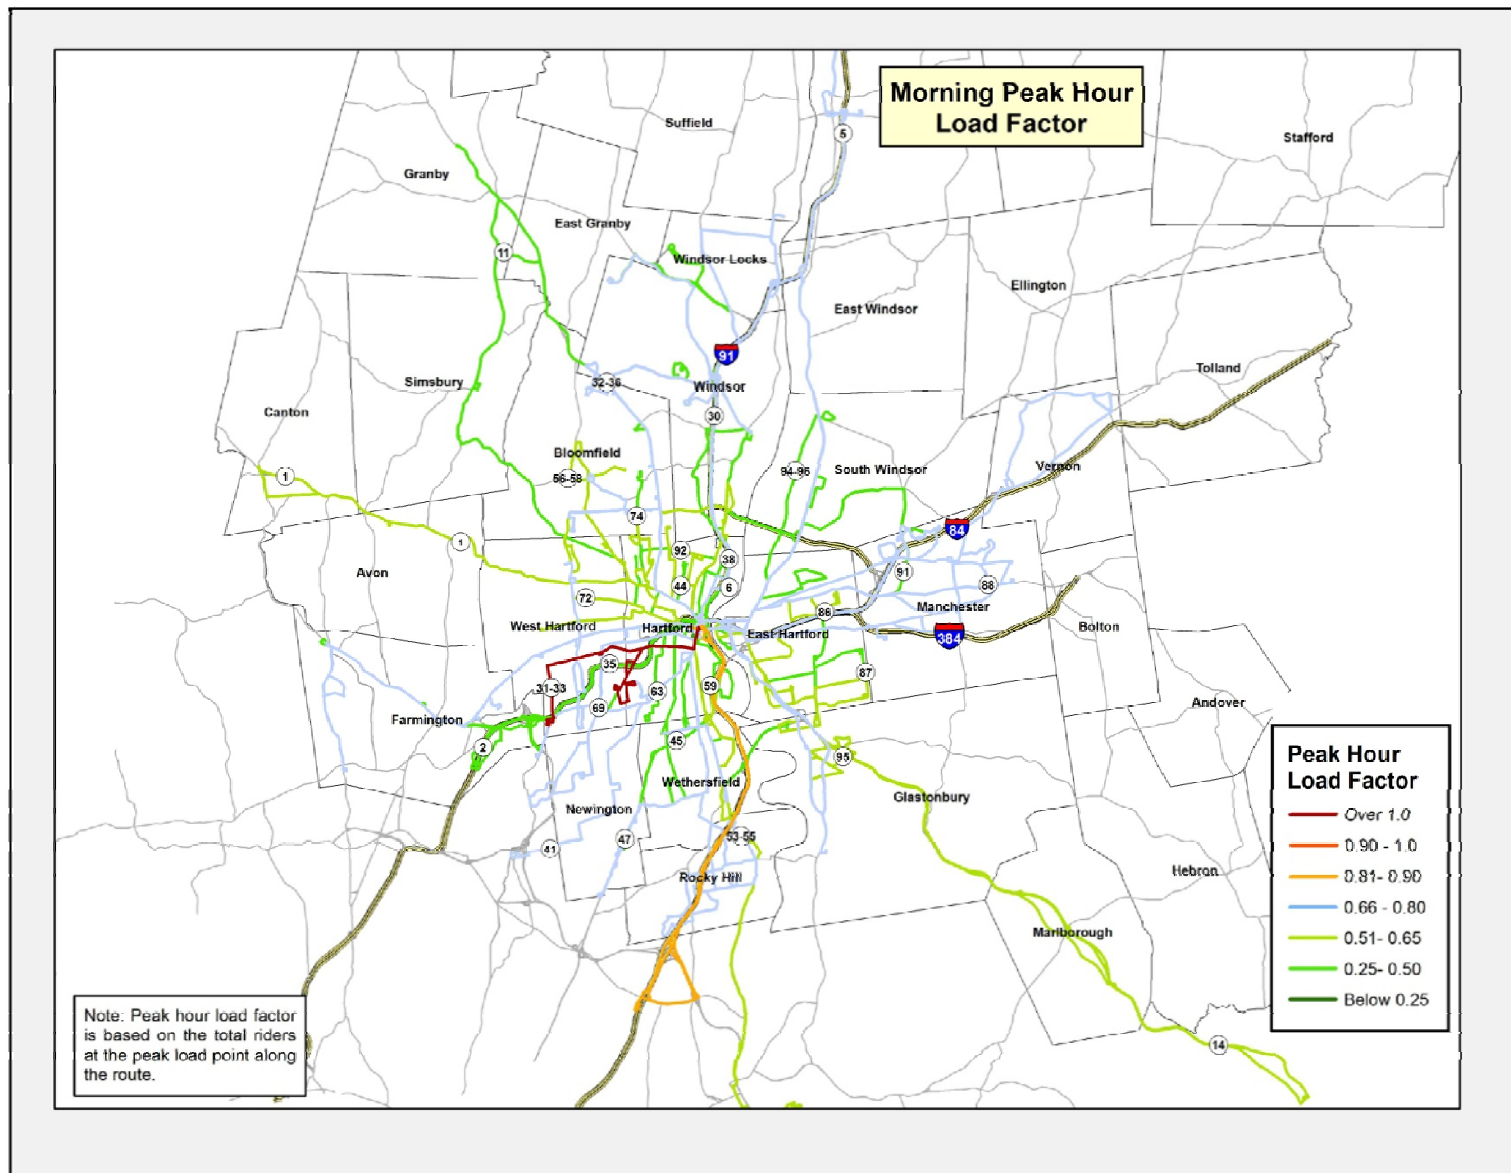 Morning Peak Hour
Load Factor
Suffield
5
Stafford
Granby
East Granby
11
Windsor Locks
Ellington
East Windsor
91
Tolland
Simsbury
32-36
Windsor
Canton
30
Bloomfield
1
56-58
94-96
South Windsor
Vernon
74
84
1
92
38
Avon
91
44
6
88
72
86
Manchester
West Hartford
Hartford
East Hartford
384
Bolton
35
87
31-33
63
59
69
Andover
Farmington
2
45
95
Wethersfield
Glastonbury
Newington
47
53-55
41
Rocky Hill
Hebron
Marlborough
14
Peak Hour
Load Factor
Over 1.0
0.90 - 1.0
0.81- 0.90
0.66 - 0.80
0.51- 0.65
0.25- 0.50
Below 0.25
Note: Peak hour load factor
is based on the total riders
at the peak load point along
the route.